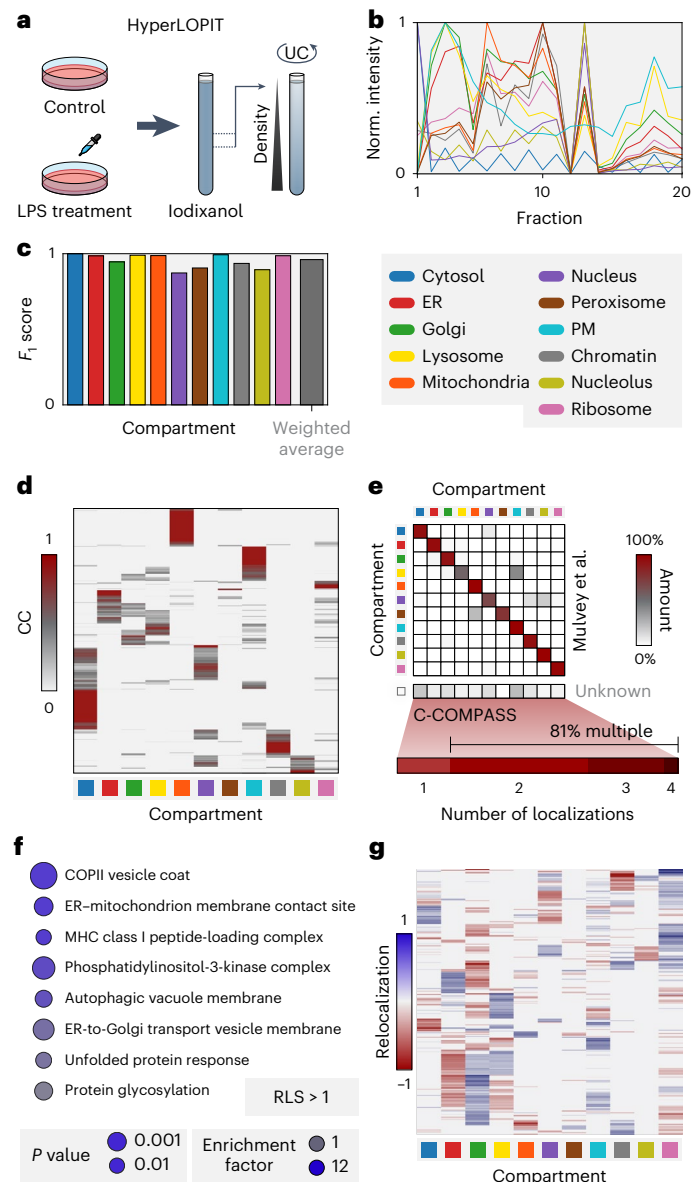 a
HyperLOPIT
UC
Control
LPS treatment
Iodixanol
Density
b
Norm. intensity
1
0
1
10
20
Fraction
c
1
0
F1 score
Compartment
Weighted
average
Cytosol
ER
Golgi
Lysosome
Mitochondria
Nucleus
Peroxisome
PM
Chromatin
Nucleolus
Ribosome
d
1
CC
0
Compartment
e
Compartment
Compartment
Mulvey et al.
100%
Amount
0%
Unknown
C-COMPASS
81% multiple
1
2
3
4
Number of localizations
f
COPII vesicle coat
ER–mitochondrion membrane contact site
MHC class I peptide-loading complex
Phosphatidylinositol-3-kinase complex
Autophagic vacuole membrane
ER-to-Golgi transport vesicle membrane
Unfolded protein response
Protein glycosylation
RLS > 1
P value
0.001
0.01
Enrichment
factor
1
12
g
1
Relocalization
−1
Compartment